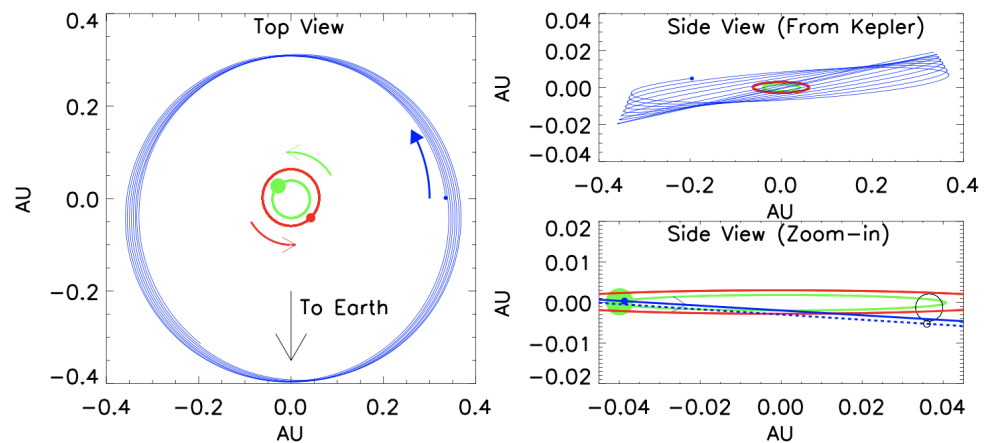 Top View
0.4
0.2
0.0
−0.2
−0.4
AU
To Earth
−0.4 −0.2 0.0 0.2 0.4
AU
Side View (From Kepler)
0.04
0.02
0.00
−0.02
−0.04
AU
−0.4 −0.2 0.0 0.2 0.4
AU
Side View (Zoom−in)
0.02
0.01
0.00
−0.01
−0.02
AU
−0.04 −0.02 0.00 0.02 0.04
AU